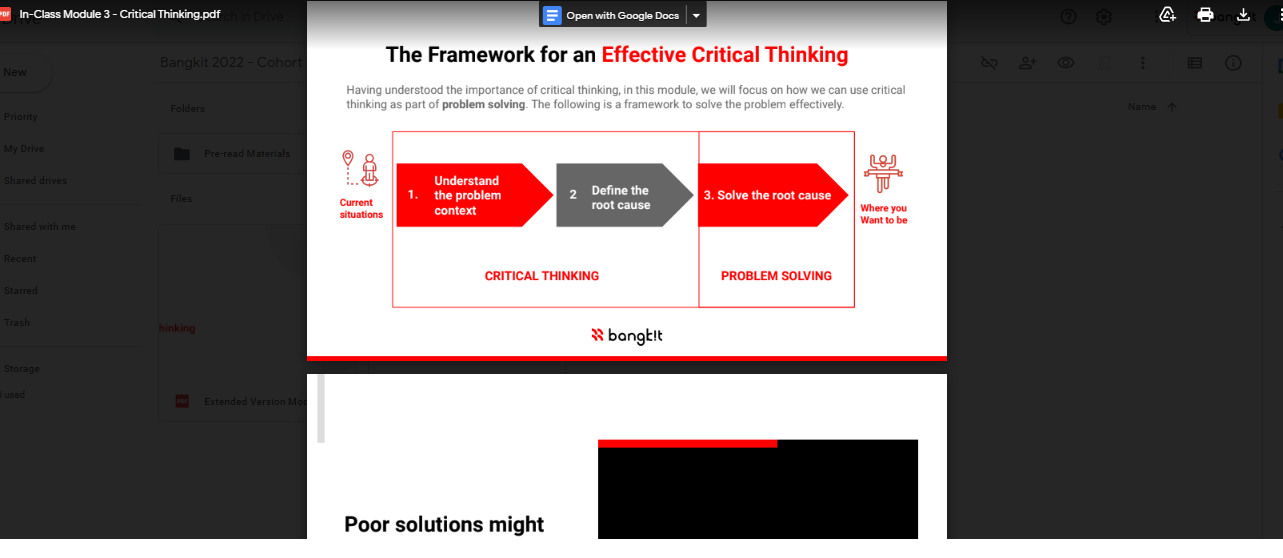 PDF In-Class Module 3 - Critical Thinking.pdf
Open with Google Docs
New
Bangkit 2022 - Cohort
Priority
My Drive
Shared drives
Shared with me
Recent
Starred
Trash
Storage
used
Folders
Pre-read Materials
Files
hinking
PDF Extended Version Mo
Name
The Framework for an Effective Critical Thinking
Having understood the importance of critical thinking, in this module, we will focus on how we can use critical
thinking as part of problem solving. The following is a framework to solve the problem effectively.
Current
situations
1.
Understand
the problem
context
2
Define the
root cause
3. Solve the root cause
Where you
Want to be
CRITICAL THINKING
PROBLEM SOLVING
bangk!t
Poor solutions might